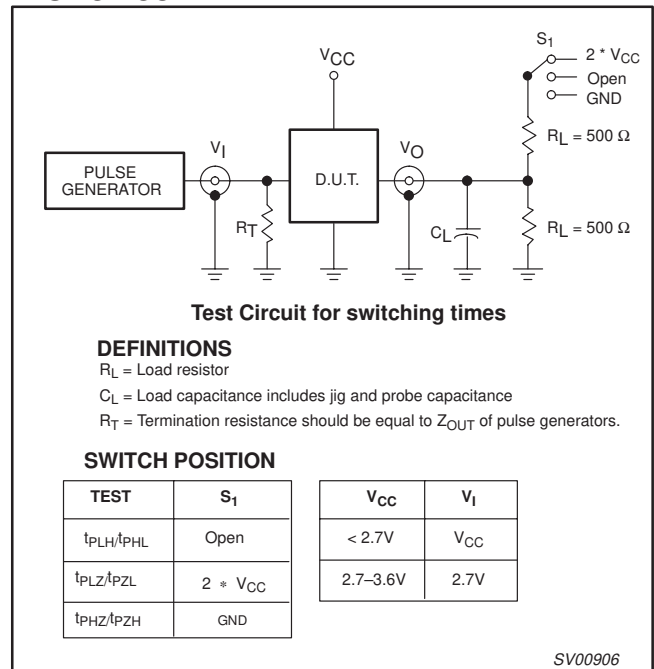 S1
VCC
2 * VCC
Open
GND
RL = 500 Ω
VI
VO
PULSE
GENERATOR
D.U.T.
RT
CL
RL = 500 Ω
Test Circuit for switching times
DEFINITIONS
RL = Load resistor
CL = Load capacitance includes jig and probe capacitance
RT = Termination resistance should be equal to ZOUT of pulse generators.
SWITCH POSITION
TEST S1
tPLH/tPHL Open
tPLZ/tPZL 2 * VCC
tPHZ/tPZH GND
VCC VI
< 2.7V VCC
2.7–3.6V 2.7V
SV00906